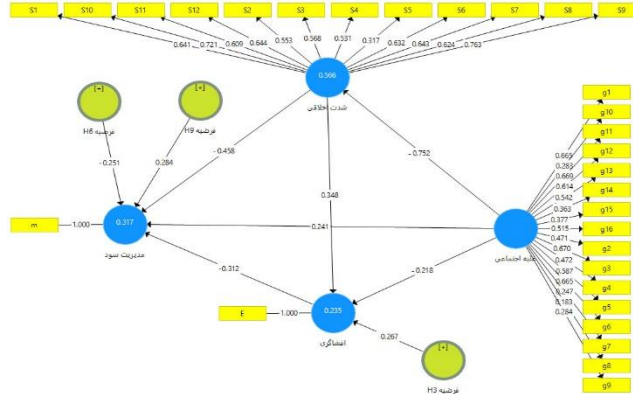 S1 S10 S11 S12 S2 S3 S4 S5 S6 S7 S8 S9
0.641 0.721 0.609 0.644 0.553 0.568 0.531 0.317 0.632 0.643 0.624 0.763
0.566
شدت اخلاقی
[+]
فرضیه H6
[+]
فرضیه H9
- 0.251
0.284
- 0.458
- 0.752
0.348
g1
g10
g11
g12
g13
g14
g15
g16
g2
g3
g4
g5
g6
g7
g8
g9
0.665
0.283
0.669
0.614
0.542
0.363
0.377
0.515
0.471
0.670
0.472
0.587
0.665
0.247
0.183
0.284
m
1.000
0.317
مدیریت سود
0.241
غلبه اجتماعی
- 0.312
- 0.218
E
1.000
0.235
افشاگری
0.267
[+]
فرضیه H3